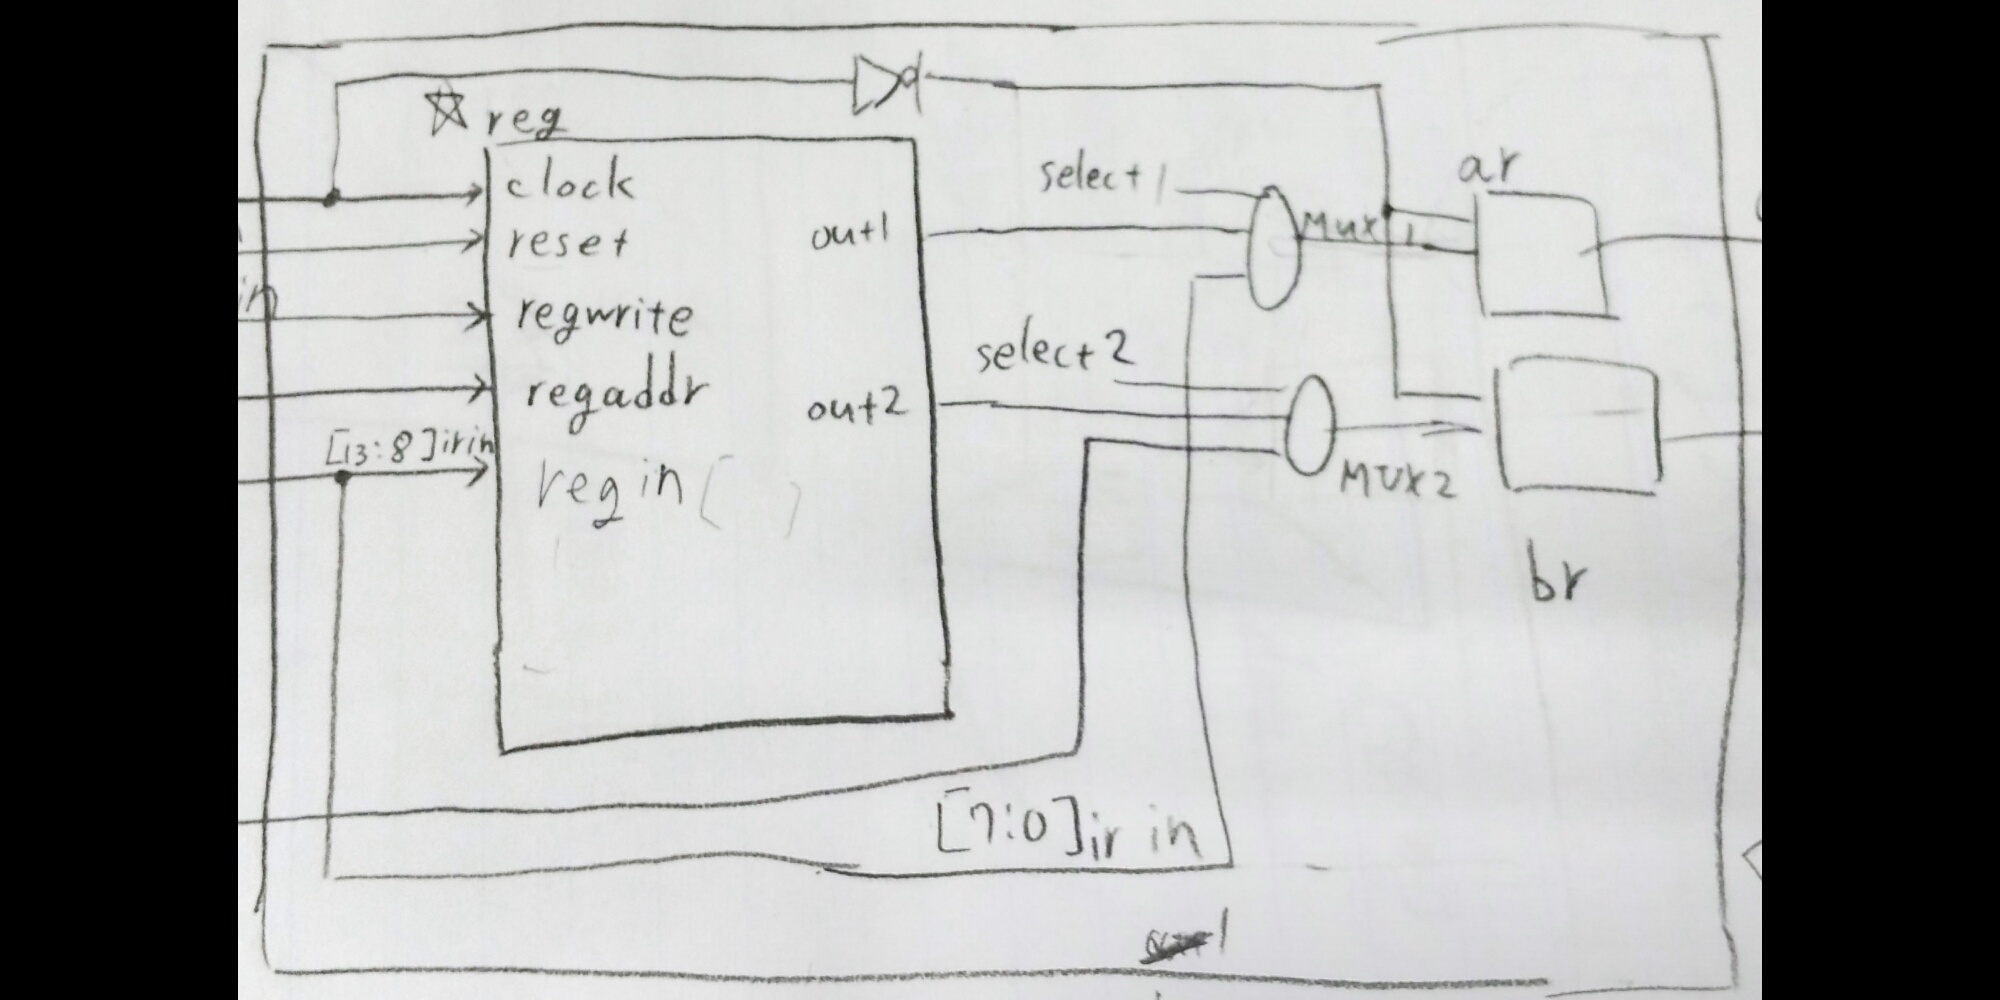 reg
clock
reset
in
regwrite
regaddr
[13:8]irin
regin( )
out1
out2
select1
Mux1
select2
MUX2
ar
br
[7:0]ir in